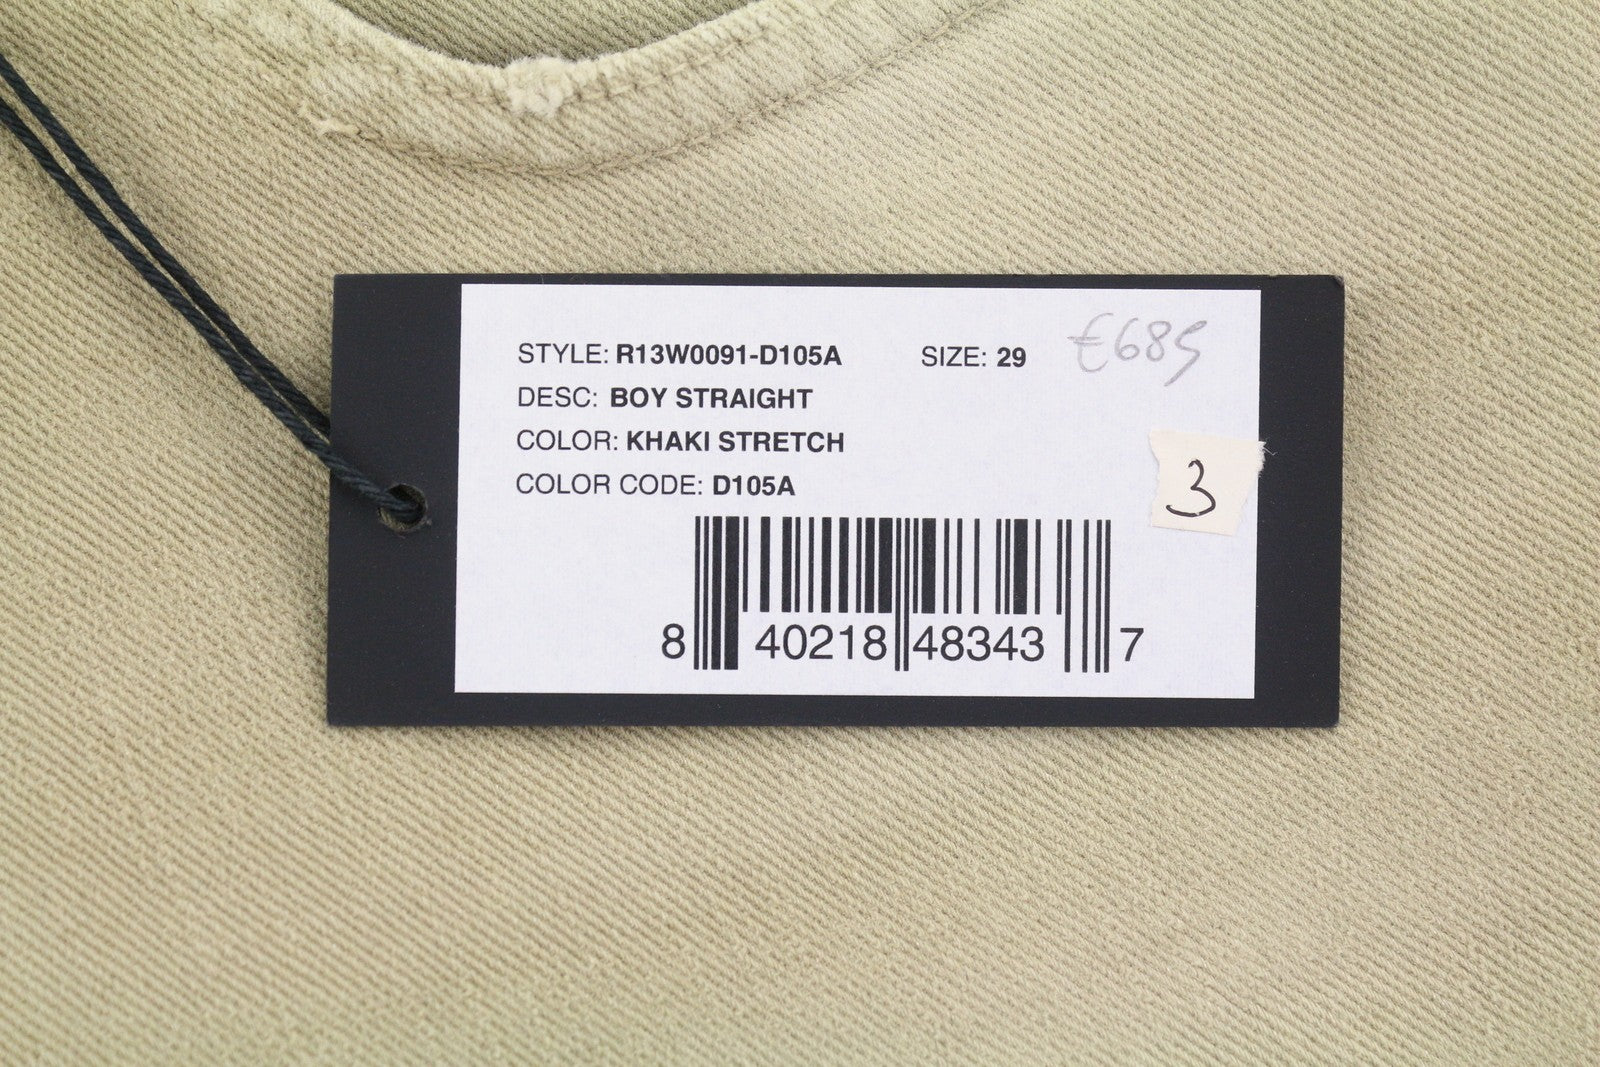 STYLE: R13W0091-D105A SIZE: 29 €685
DESC: BOY STRAIGHT
COLOR: KHAKI STRETCH
COLOR CODE: D105A
3
8 40218 48343 7